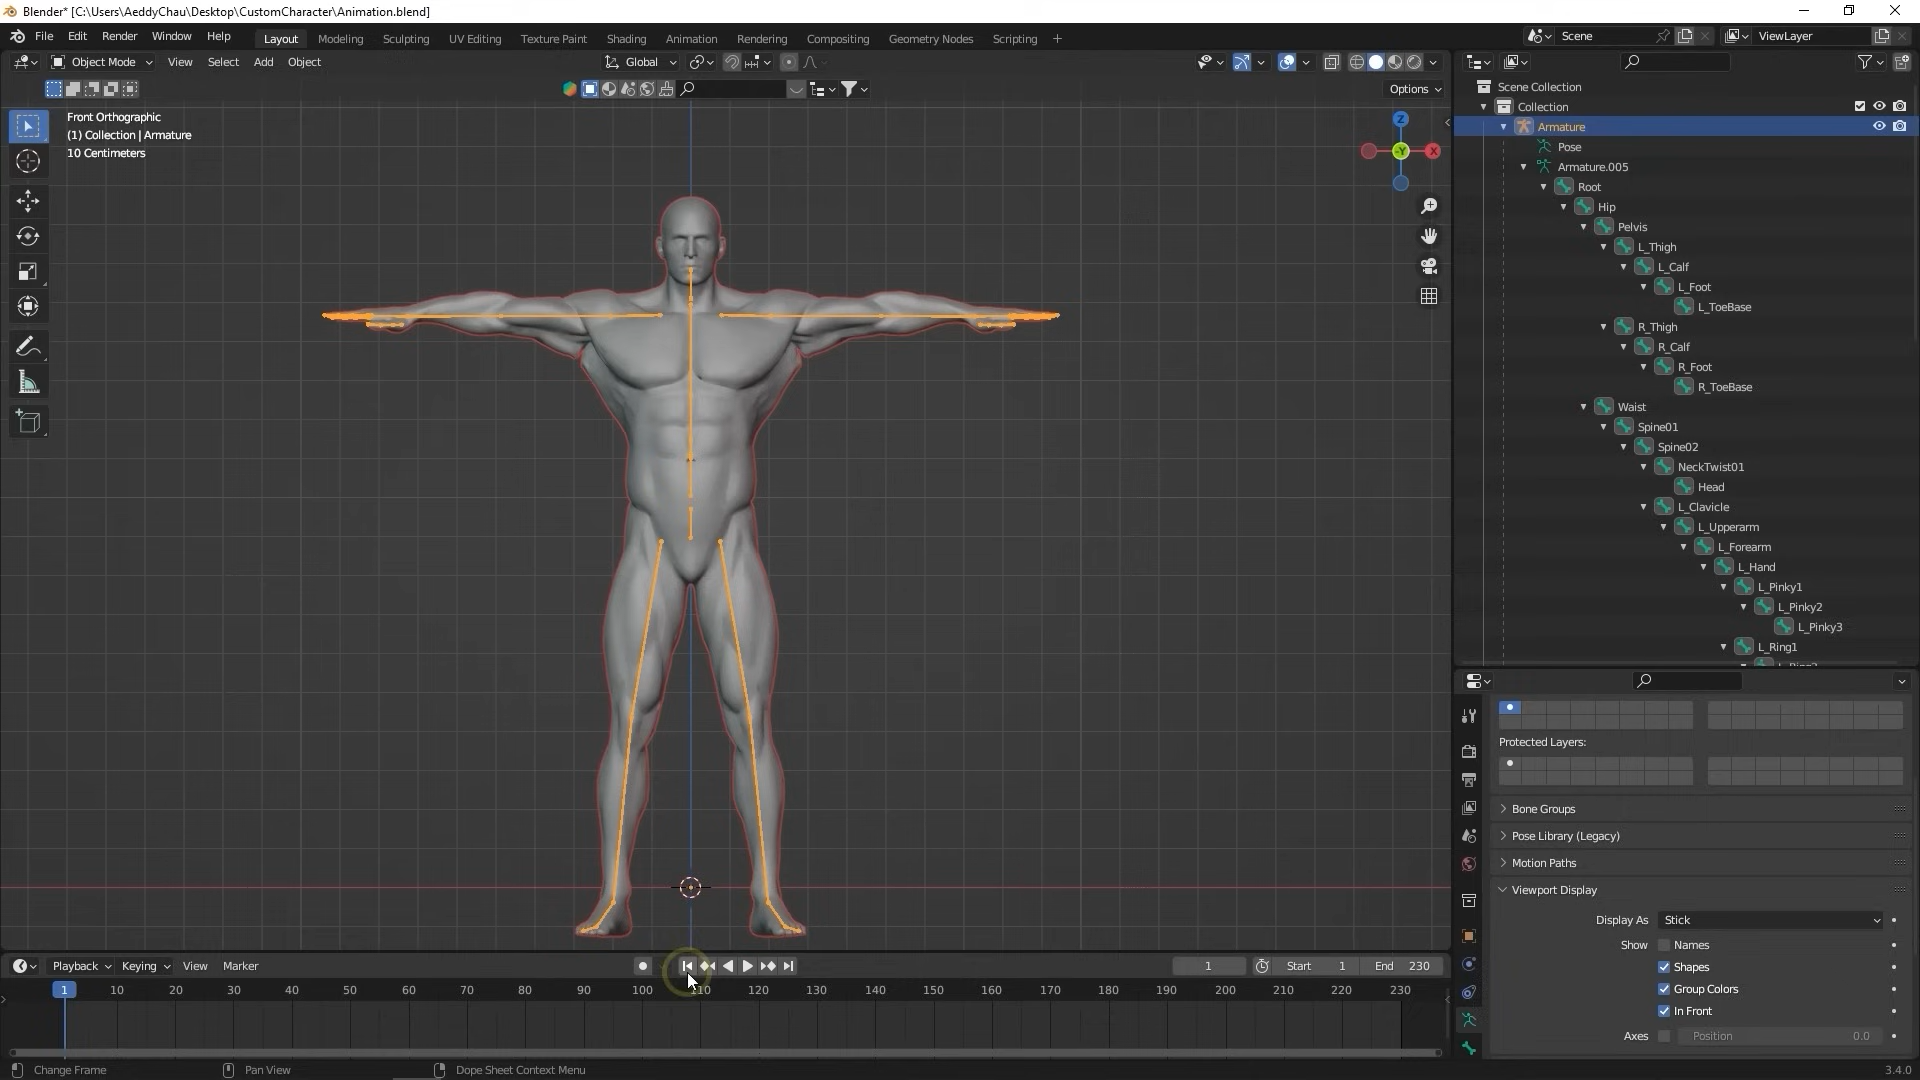 Blender* [C:\Users\AeddyChau\Desktop\CustomCharacter\Animation.blend]
File Edit Render Window Help Layout Modeling Sculpting UV Editing Texture Paint Shading Animation Rendering Compositing Geometry Nodes Scripting + Scene ViewLayer
Object Mode View Select Add Object Global
Options
Front Orthographic
(1) Collection | Armature
10 Centimeters
Z
-Y
X
Scene Collection
Collection
Armature
Pose
Armature.005
Root
Hip
Pelvis
L_Thigh
L_Calf
L_Foot
L_ToeBase
R_Thigh
R_Calf
R_Foot
R_ToeBase
Waist
Spine01
Spine02
NeckTwist01
Head
L_Clavicle
L_Upperarm
L_Forearm
L_Hand
L_Pinky1
L_Pinky2
L_Pinky3
L_Ring1
Protected Layers:
Bone Groups
Pose Library (Legacy)
Motion Paths
Viewport Display
Display As Stick
Show Names
Shapes
Group Colors
In Front
Axes Position 0.0
Playback Keying View Marker 1 Start 1 End 230
1 10 20 30 40 50 60 70 80 90 100 110 120 130 140 150 160 170 180 190 200 210 220 230
Change Frame Pan View Dope Sheet Context Menu 3.4.0